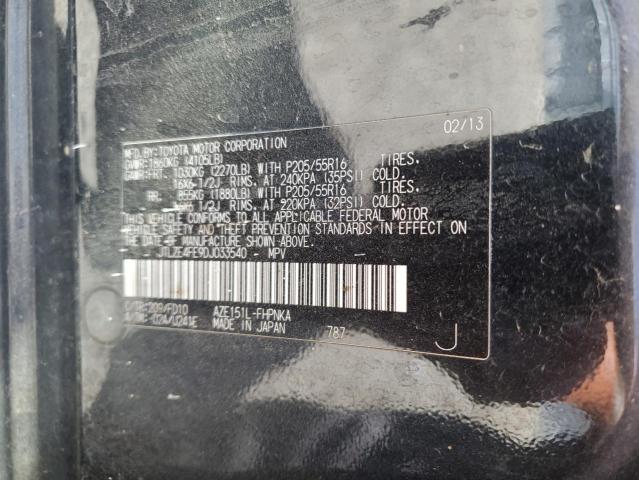 02/13
MFD.BY:TOYOTA MOTOR CORPORATION
GVWR:1860KG (4105LB)
GAWR:FRT. 1030KG (2270LB) WITH P205/55R16 TIRES.
16X6-1/2J RIMS. AT 240KPA (35PSI) COLD.
RR. 855KG (1880LB) WITH P205/55R16 TIRES.
1/2J RIMS. AT 220KPA (32PSI) COLD.
THIS VEHICLE CONFORMS TO ALL APPLICABLE FEDERAL MOTOR
VEHICLE SAFETY AND THEFT PREVENTION STANDARDS IN EFFECT ON
THE DATE OF MANUFACTURE SHOWN ABOVE.
JTLZE4FE9DJ033540 - MPV
209/FD10 AZE151L-FHPNKA
MADE IN JAPAN 787 J